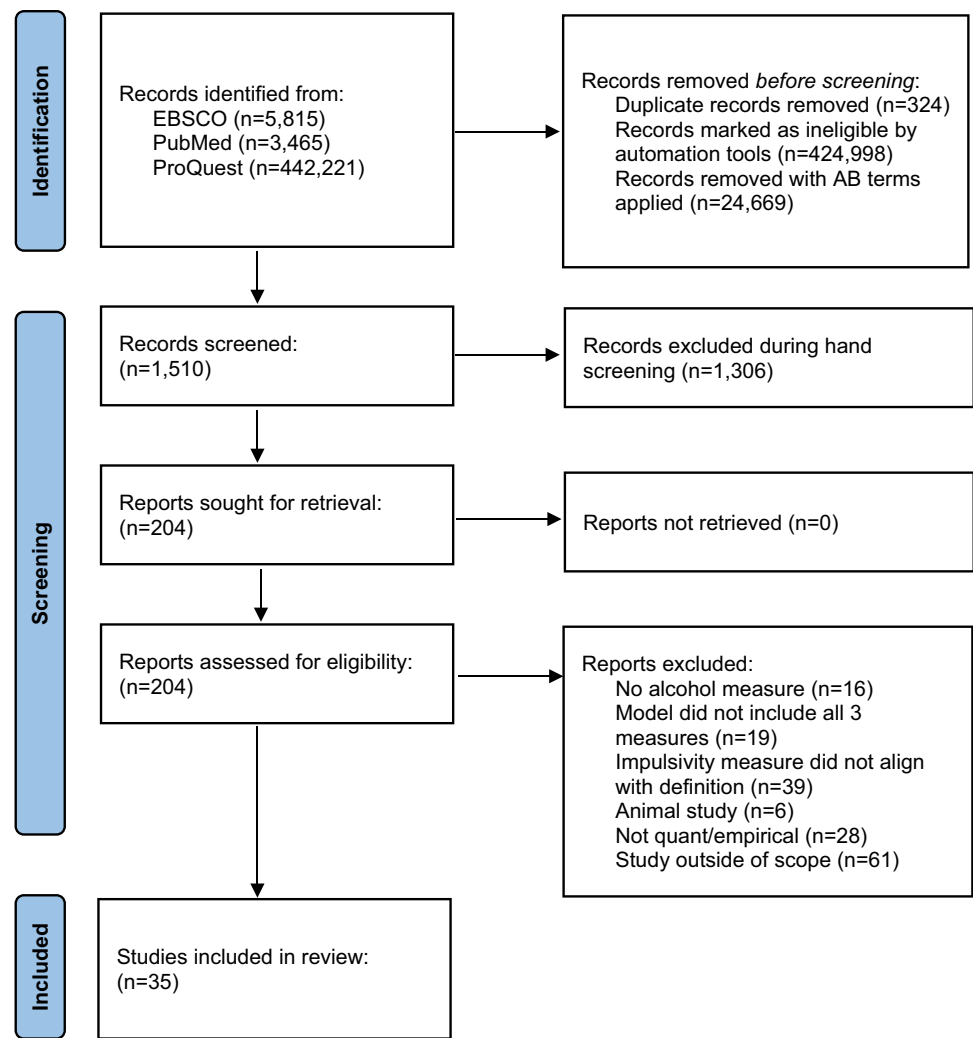 Identification
Records identified from:
EBSCO (n=5,815)
PubMed (n=3,465)
ProQuest (n=442,221)
Records removed before screening:
Duplicate records removed (n=324)
Records marked as ineligible by
automation tools (n=424,998)
Records removed with AB terms
applied (n=24,669)
Screening
Records screened:
(n=1,510)
Records excluded during hand
screening (n=1,306)
Reports sought for retrieval:
(n=204)
Reports not retrieved (n=0)
Reports assessed for eligibility:
(n=204)
Reports excluded:
No alcohol measure (n=16)
Model did not include all 3
measures (n=19)
Impulsivity measure did not align
with definition (n=39)
Animal study (n=6)
Not quant/empirical (n=28)
Study outside of scope (n=61)
Included
Studies included in review:
(n=35)